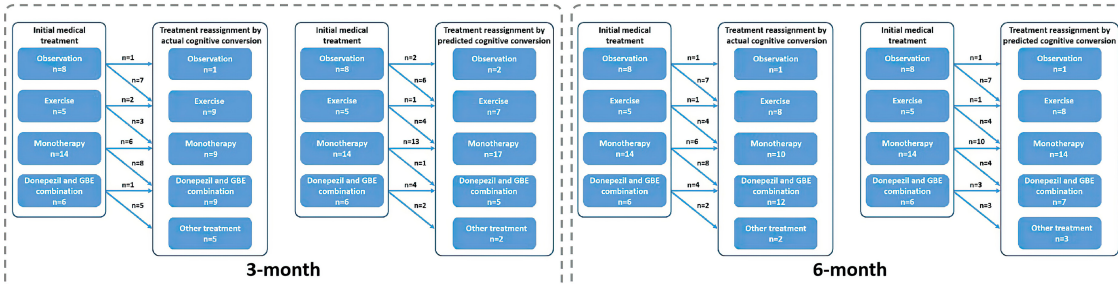 Initial medical
treatment
Observation
n=8
Exercise
n=5
Monotherapy
n=14
Donepezil and GBE
combination
n=6
n=1
n=7
n=2
n=3
n=6
n=8
n=1
n=5
Treatment reassignment by
actual cognitive conversion
Observation
n=1
Exercise
n=9
Monotherapy
n=9
Donepezil and GBE
combination
n=9
Other treatment
n=5
Initial medical
treatment
Observation
n=8
Exercise
n=5
Monotherapy
n=14
Donepezil and GBE
combination
n=6
n=2
n=6
n=1
n=4
n=13
n=1
n=4
n=2
Treatment reassignment by
predicted cognitive conversion
Observation
n=2
Exercise
n=7
Monotherapy
n=17
Donepezil and GBE
combination
n=5
Other treatment
n=2
3-month
Initial medical
treatment
Observation
n=8
Exercise
n=5
Monotherapy
n=14
Donepezil and GBE
combination
n=6
n=1
n=7
n=1
n=4
n=6
n=8
n=4
n=2
Treatment reassignment by
actual cognitive conversion
Observation
n=1
Exercise
n=8
Monotherapy
n=10
Donepezil and GBE
combination
n=12
Other treatment
n=2
Initial medical
treatment
Observation
n=8
Exercise
n=5
Monotherapy
n=14
Donepezil and GBE
combination
n=6
n=1
n=7
n=1
n=4
n=10
n=4
n=3
n=3
Treatment reassignment by
predicted cognitive conversion
Observation
n=1
Exercise
n=8
Monotherapy
n=14
Donepezil and GBE
combination
n=7
Other treatment
n=3
6-month